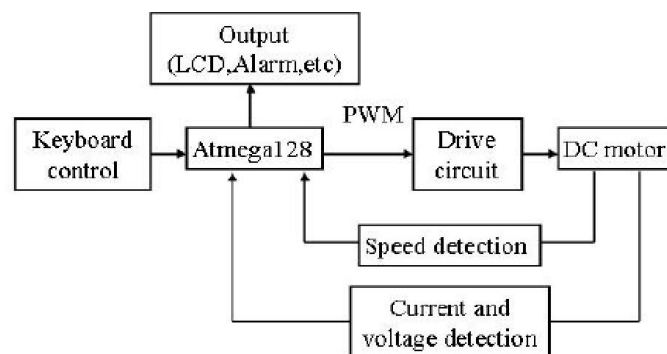 Output
(LCD,Alarm,etc)
PWM
Keyboard
control
Atmega128
Drive
circuit
DC motor
Speed detection
Current and
voltage detection